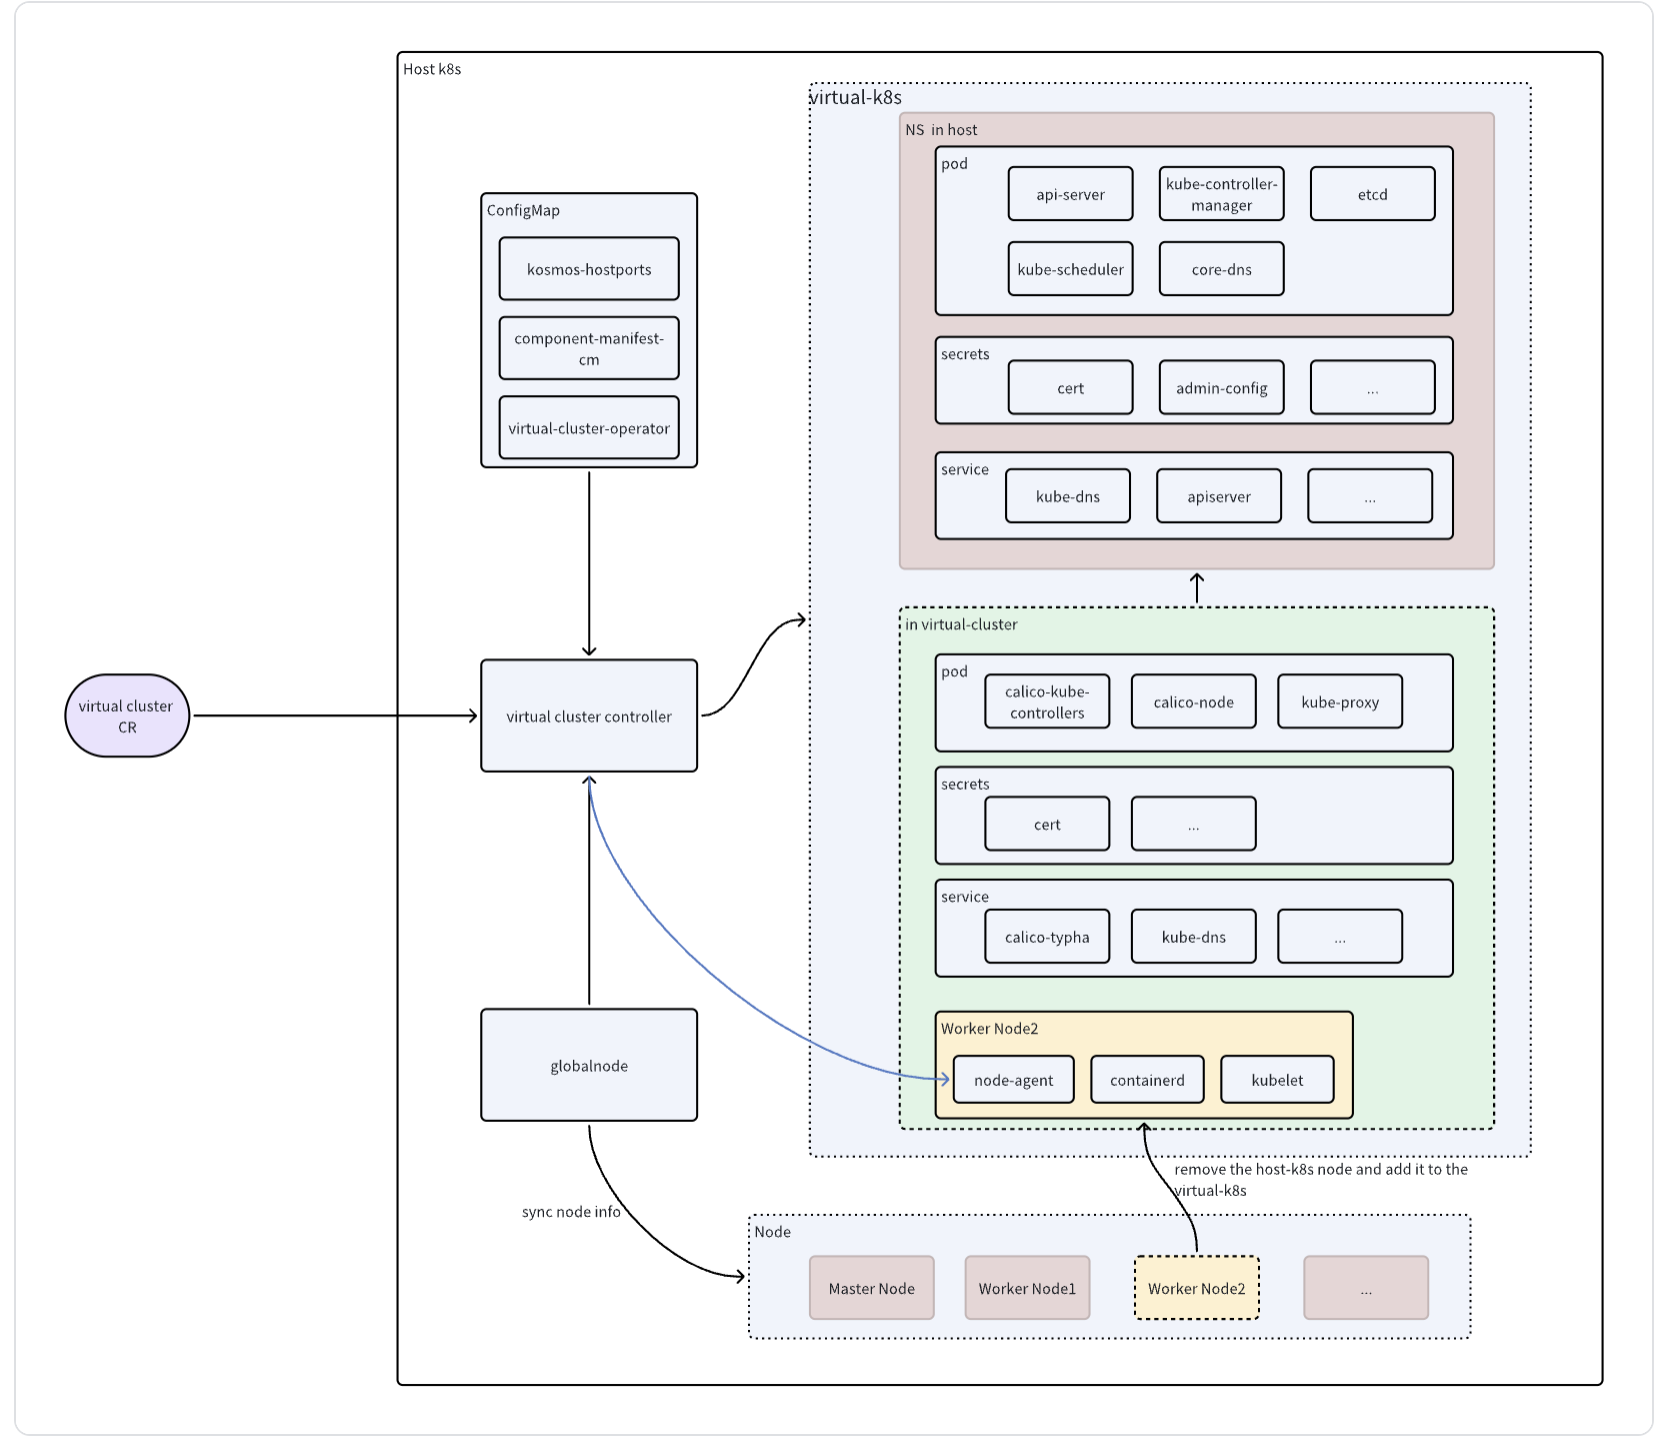 Host k8s
virtual-k8s
NS in host
pod
api-server
kube-controller-
manager
etcd
kube-scheduler
core-dns
secrets
cert
admin-config
...
service
kube-dns
apiserver
...
ConfigMap
kosmos-hostports
component-manifest-
cm
virtual-cluster-operator
virtual cluster
CR
virtual cluster controller
in virtual-cluster
pod
calico-kube-
controllers
calico-node
kube-proxy
secrets
cert
...
service
calico-typha
kube-dns
...
Worker Node2
node-agent
containerd
kubelet
globalnode
sync node info
remove the host-k8s node and add it to the
virtual-k8s
Node
Master Node
Worker Node1
Worker Node2
...